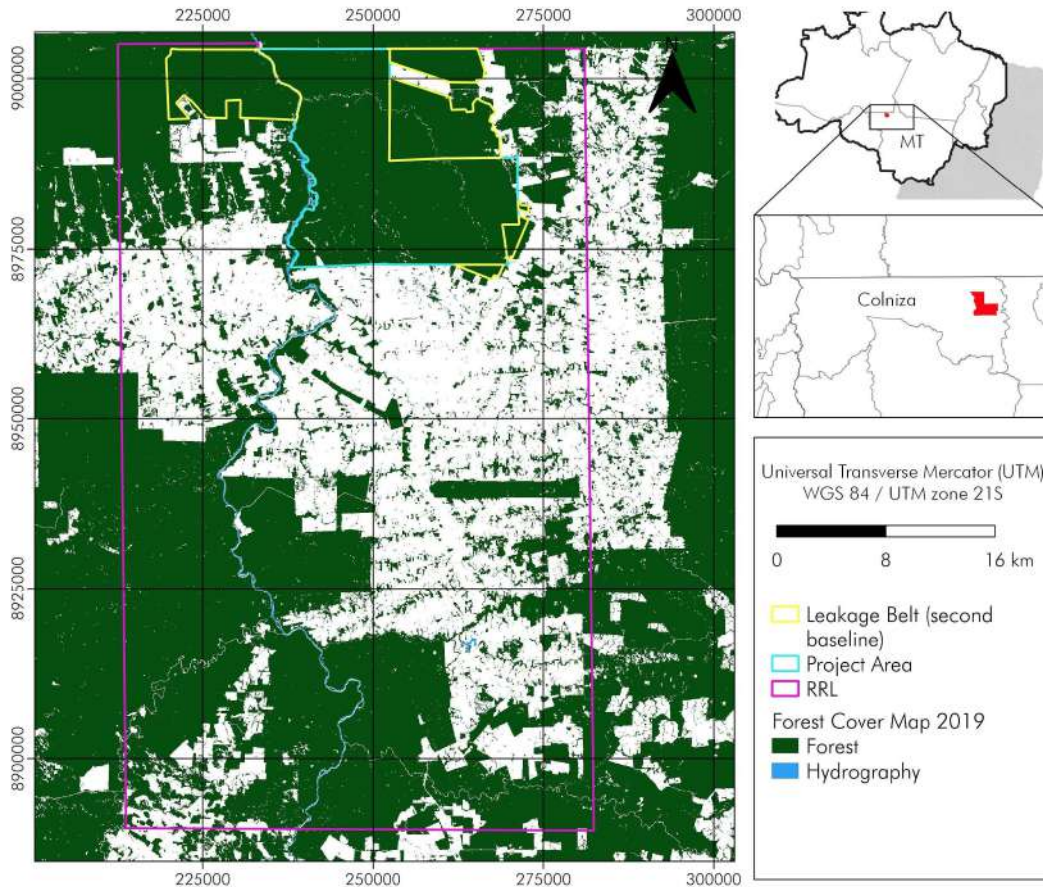 225000 250000 275000 300000
N
9000000
8975000
8950000
8925000
8900000
225000 250000 275000 300000
MT
Colniza
Universal Transverse Mercator (UTM)
WGS 84 / UTM zone 21S
0 8 16 km
Leakage Belt (second
baseline)
Project Area
RRL
Forest Cover Map 2019
Forest
Hydrography